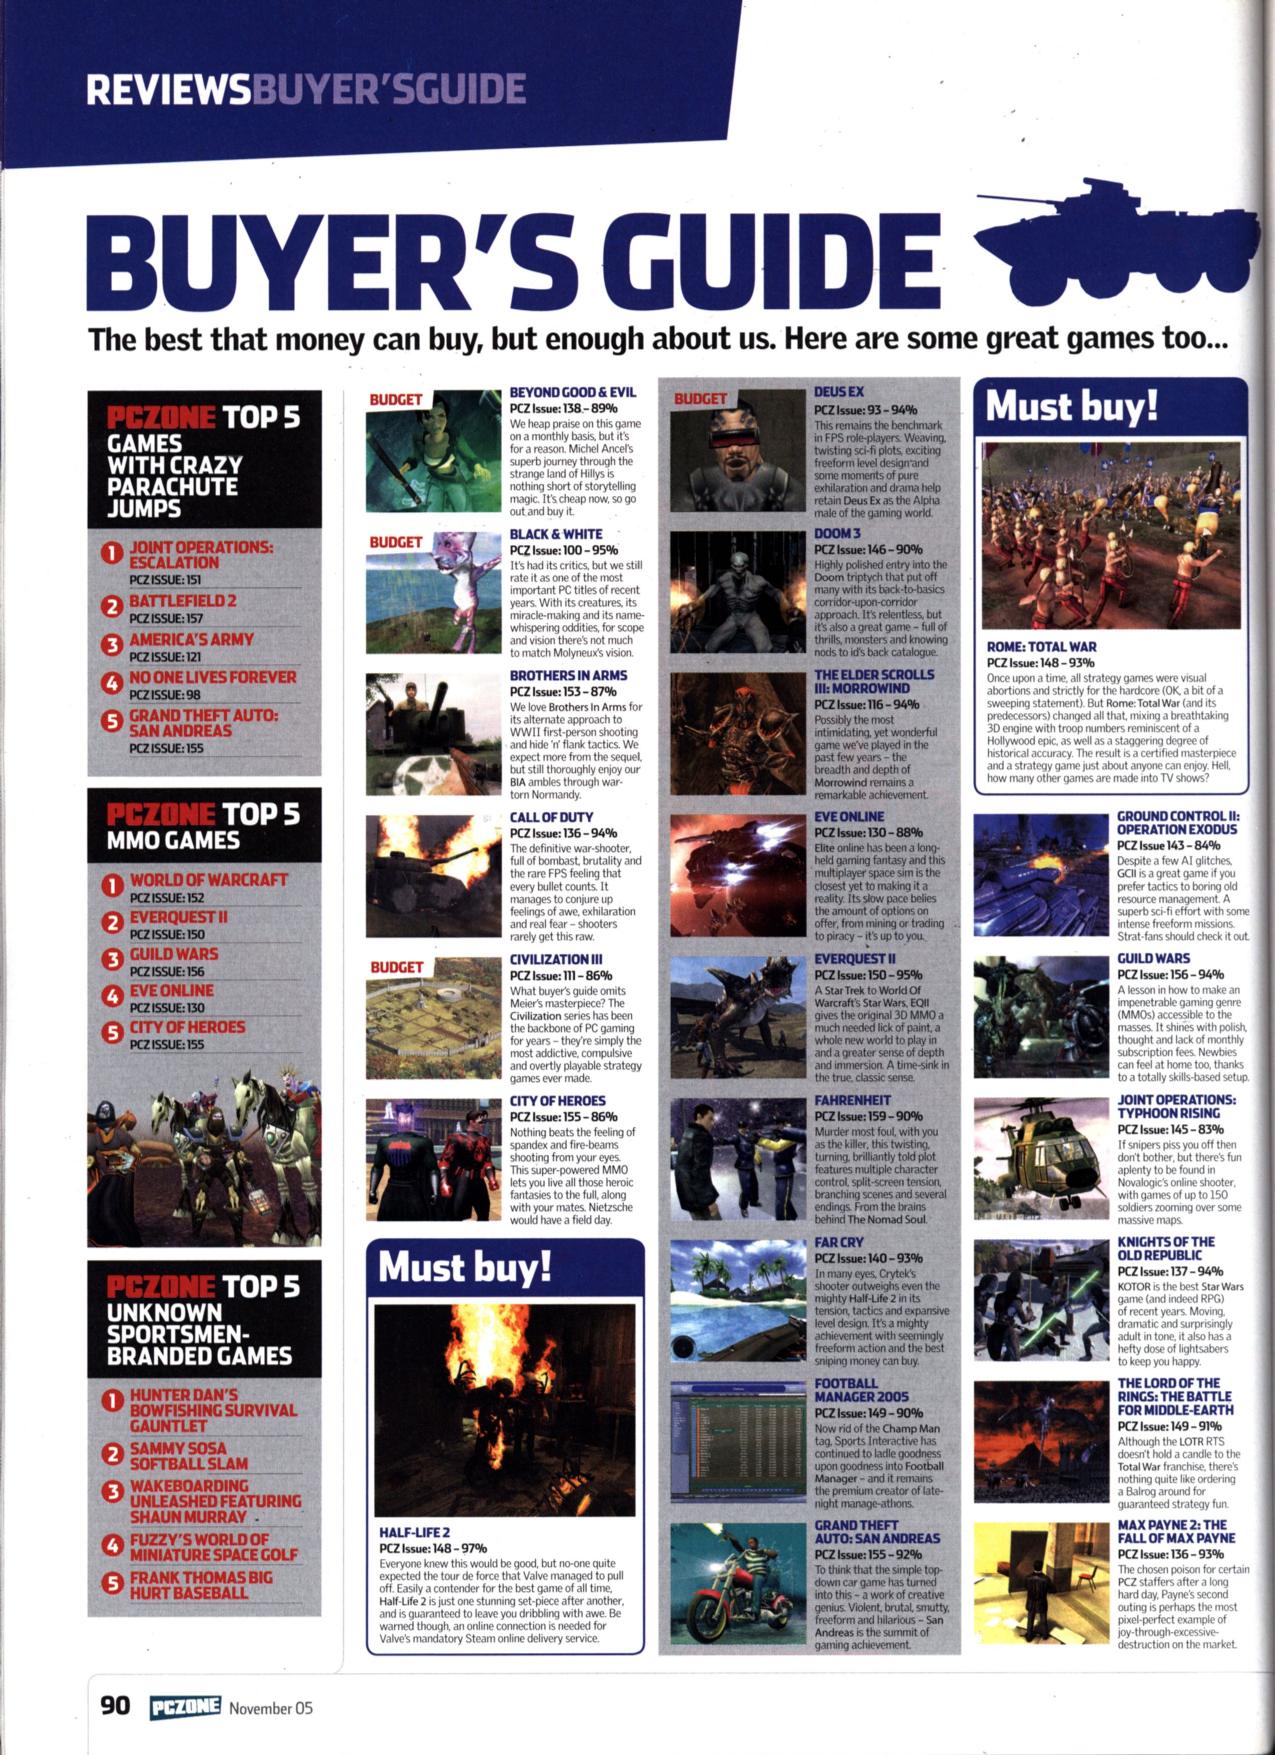 REVIEWSBUYER'SGUIDE
BUYER'S GUIDE
The best that money can buy, but enough about us. Here are some great games too...
PCZONE TOP 5
GAMES
WITH CRAZY
PARACHUTE
JUMPS
1 JOINT OPERATIONS:
ESCALATION
PCZ ISSUE: 151
2 BATTLEFIELD 2
PCZ ISSUE: 157
3 AMERICA'S ARMY
PCZ ISSUE: 121
4 NO ONE LIVES FOREVER
PCZ ISSUE: 98
5 GRAND THEFT AUTO:
SAN ANDREAS
PCZ ISSUE: 155
PCZONE TOP 5
MMO GAMES
1 WORLD OF WARCRAFT
PCZ ISSUE: 152
2 EVERQUEST II
PCZ ISSUE: 150
3 GUILD WARS
PCZ ISSUE: 156
4 EVE ONLINE
PCZ ISSUE: 130
5 CITY OF HEROES
PCZ ISSUE: 155
PCZONE TOP 5
UNKNOWN
SPORTSMEN-
BRANDED GAMES
1 HUNTER DAN'S
BOWFISHING SURVIVAL
GAUNTLET
2 SAMMY SOSA
SOFTBALL SLAM
3 WAKEBOARDING
UNLEASHED FEATURING
SHAUN MURRAY
4 FUZZY'S WORLD OF
MINIATURE SPACE GOLF
5 FRANK THOMAS BIG
HURT BASEBALL
BUDGET
BEYOND GOOD & EVIL
PCZ Issue: 138 – 89%
We heap praise on this game
on a monthly basis, but it's
for a reason. Michel Ancel's
superb journey through the
strange land of Hillys is
nothing short of storytelling
magic. It's cheap now, so go
out and buy it.
BUDGET
BLACK & WHITE
PCZ Issue: 100 – 95%
It's had its critics, but we still
rate it as one of the most
important PC titles of recent
years. With its creatures, its
miracle-making and its name-
whispering oddities, for scope
and vision there's not much
to match Molyneux's vision.
BROTHERS IN ARMS
PCZ Issue: 153 – 87%
We love Brothers In Arms for
its alternate approach to
WWII first-person shooting
and hide 'n' flank tactics. We
expect more from the sequel,
but still thoroughly enjoy our
BIA ambles through war-
torn Normandy.
CALL OF DUTY
PCZ Issue: 136 – 94%
The definitive war-shooter,
full of bombast, brutality and
the rare FPS feeling that
every bullet counts. It
manages to conjure up
feelings of awe, exhilaration
and real fear – shooters
rarely get this raw.
BUDGET
CIVILIZATION III
PCZ Issue: 111 – 86%
What buyer's guide omits
Meier's masterpiece? The
Civilization series has been
the backbone of PC gaming
for years – they're simply the
most addictive, compulsive
and overtly playable strategy
games ever made.
CITY OF HEROES
PCZ Issue: 155 – 86%
Nothing beats the feeling of
spandex and fire-beams
shooting from your eyes.
This super-powered MMO
lets you live all those heroic
fantasies to the full, along
with your mates. Nietzsche
would have a field day.
Must buy!
HALF-LIFE 2
PCZ Issue: 148 – 97%
Everyone knew this would be good, but no-one quite
expected the tour de force that Valve managed to pull
off. Easily a contender for the best game of all time,
Half-Life 2 is just one stunning set-piece after another,
and is guaranteed to leave you dribbling with awe. Be
warned though, an online connection is needed for
Valve's mandatory Steam online delivery service.
BUDGET
DEUS EX
PCZ Issue: 93 – 94%
This remains the benchmark
in FPS role-players. Weaving,
twisting sci-fi plots, exciting
freeform level design and
some moments of pure
exhilaration and drama help
retain Deus Ex as the Alpha
male of the gaming world.
DOOM 3
PCZ Issue: 146 – 90%
Highly polished entry into the
Doom triptych that put off
many with its back-to-basics
corridor-upon-corridor
approach. It's relentless, but
it's also a great game – full of
thrills, monsters and knowing
nods to id's back catalogue.
THE ELDER SCROLLS
III: MORROWIND
PCZ Issue: 116 – 94%
Possibly the most
intimidating, yet wonderful
game we've played in the
past few years – the
breadth and depth of
Morrowind remains a
remarkable achievement.
EVE ONLINE
PCZ Issue: 130 – 88%
Elite online has been a long-
held gaming fantasy and this
multiplayer space sim is the
closest yet to making it a
reality. Its slow pace belies
the amount of options on
offer, from mining or trading
to piracy – it's up to you.
EVERQUEST II
PCZ Issue: 150 – 95%
A Star Trek to World Of
Warcraft's Star Wars, EQII
gives the original 3D MMO a
much needed lick of paint, a
whole new world to play in
and a greater sense of depth
and immersion. A time-sink in
the true, classic sense.
FAHRENHEIT
PCZ Issue: 159 – 90%
Murder most foul, with you
as the killer, this twisting,
turning, brilliantly told plot
features multiple character
control, split-screen tension,
branching scenes and several
endings. From the brains
behind The Nomad Soul.
FAR CRY
PCZ Issue: 140 – 93%
In many eyes, Crytek's
shooter outweighs even the
mighty Half-Life 2 in its
tension, tactics and expansive
level design. It's a mighty
achievement with seemingly
freeform action and the best
sniping money can buy.
FOOTBALL
MANAGER 2005
PCZ Issue: 149 – 90%
Now rid of the Champ Man
tag, Sports Interactive has
continued to ladle goodness
upon goodness into Football
Manager – and it remains
the premium creator of late-
night manage-athons.
GRAND THEFT
AUTO: SAN ANDREAS
PCZ Issue: 155 – 92%
To think that the simple top-
down car game has turned
into this – a work of creative
genius. Violent, brutal, smutty,
freeform and hilarious – San
Andreas is the summit of
gaming achievement.
Must buy!
ROME: TOTAL WAR
PCZ Issue: 148 – 93%
Once upon a time, all strategy games were visual
abortions and strictly for the hardcore (OK, a bit of a
sweeping statement). But Rome: Total War (and its
predecessors) changed all that, mixing a breathtaking
3D engine with troop numbers reminiscent of a
Hollywood epic, as well as a staggering degree of
historical accuracy. The result is a certified masterpiece
and a strategy game just about anyone can enjoy. Hell,
how many other games are made into TV shows?
GROUND CONTROL II:
OPERATION EXODUS
PCZ Issue 143 – 84%
Despite a few AI glitches,
GCII is a great game if you
prefer tactics to boring old
resource management. A
superb sci-fi effort with some
intense freeform missions.
Strat-fans should check it out.
GUILD WARS
PCZ Issue: 156 – 94%
A lesson in how to make an
impenetrable gaming genre
(MMOs) accessible to the
masses. It shines with polish,
thought and lack of monthly
subscription fees. Newbies
can feel at home too, thanks
to a totally skills-based setup.
JOINT OPERATIONS:
TYPHOON RISING
PCZ Issue: 145 – 83%
If snipers piss you off then
don't bother, but there's fun
aplenty to be found in
Novalogic's online shooter,
with games of up to 150
soldiers zooming over some
massive maps.
KNIGHTS OF THE
OLD REPUBLIC
PCZ Issue: 137 – 94%
KOTOR is the best Star Wars
game (and indeed RPG)
of recent years. Moving,
dramatic and surprisingly
adult in tone, it also has a
hefty dose of lightsabers
to keep you happy.
THE LORD OF THE
RINGS: THE BATTLE
FOR MIDDLE-EARTH
PCZ Issue: 149 – 91%
Although the LOTR RTS
doesn't hold a candle to the
Total War franchise, there's
nothing quite like ordering
a Balrog around for
guaranteed strategy fun.
MAX PAYNE 2: THE
FALL OF MAX PAYNE
PCZ Issue: 136 – 93%
The chosen poison for certain
PCZ staffers after a long
hard day, Payne's second
outing is perhaps the most
pixel-perfect example of
joy-through-excessive-
destruction on the market.
90 PCZONE November 05